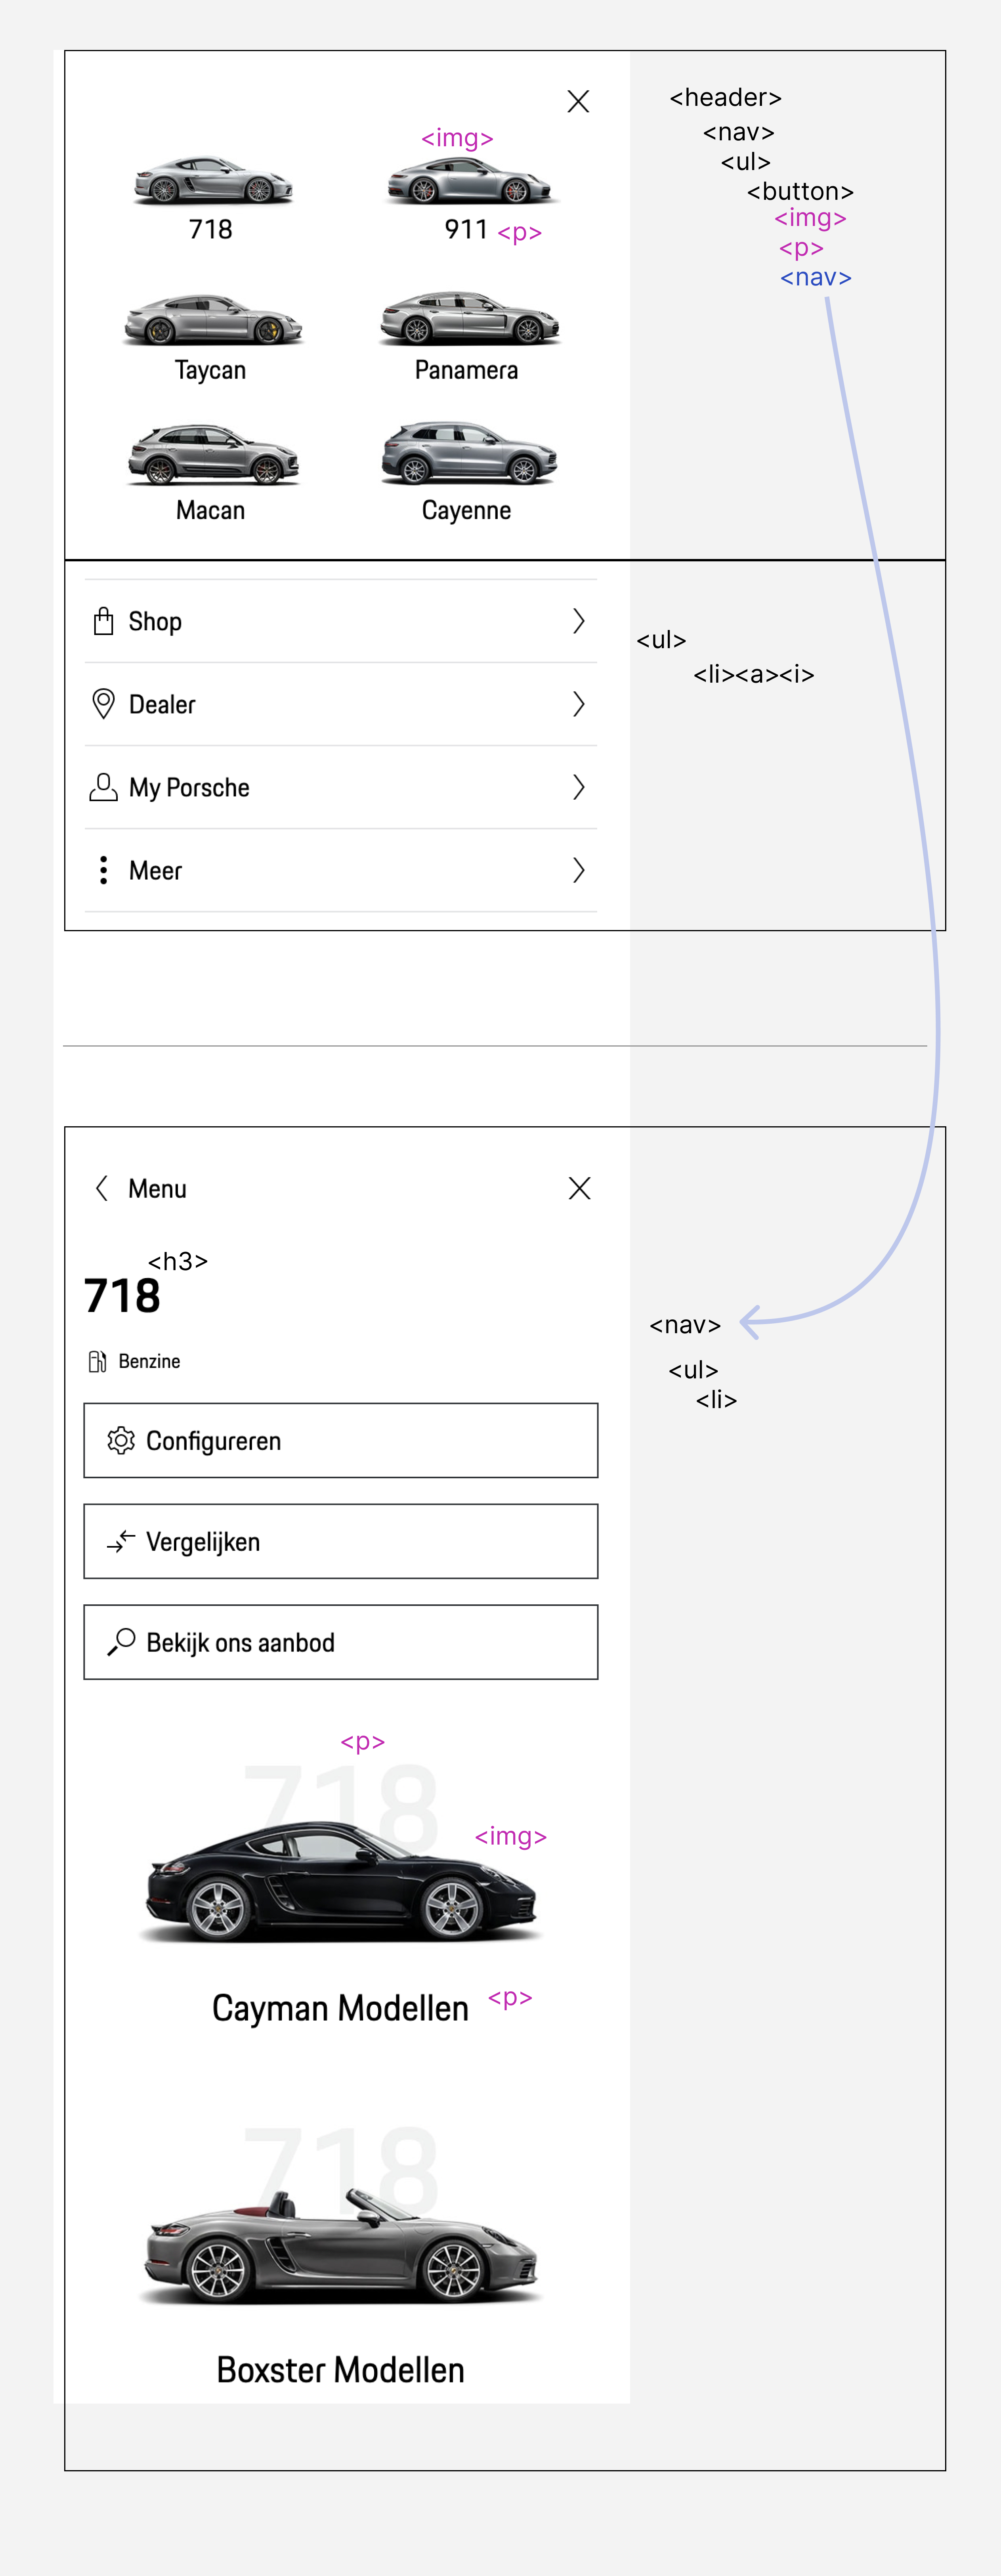 <header>
<nav>
<ul>
<button>
<img>
<p>
<nav>
<img>
718
911 <p>
Taycan
Panamera
Macan
Cayenne
Shop
Dealer
My Porsche
Meer
<ul>
<li><a><i>
Menu
<h3>
718
Benzine
Configureren
Vergelijken
Bekijk ons aanbod
<nav>
<ul>
<li>
<p>
718
<img>
Cayman Modellen <p>
718
Boxster Modellen